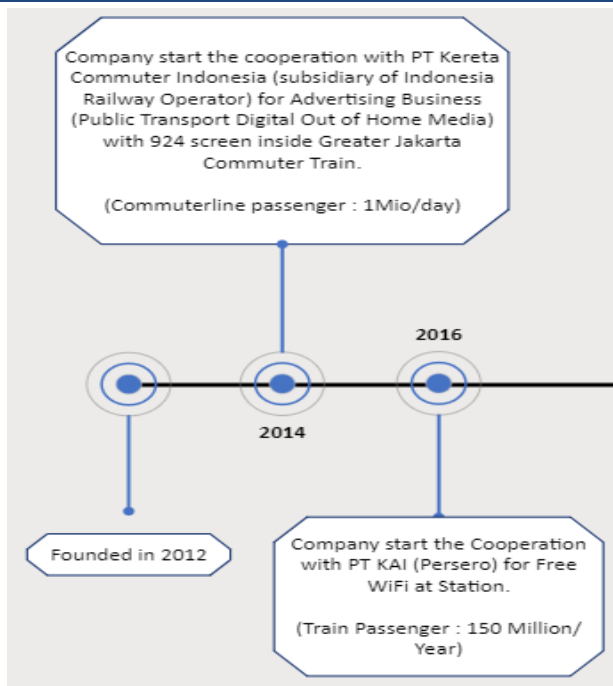 Company start the cooperation with PT Kereta
Commuter Indonesia (subsidiary of Indonesia
Railway Operator) for Advertising Business
(Public Transport Digital Out of Home Media)
with 924 screen inside Greater Jakarta
Commuter Train.
(Commuterline passenger : 1Mio/day)
2016
2014
Founded in 2012
Company start the Cooperation
with PT KAI (Persero) for Free
WiFi at Station.
(Train Passenger : 150 Million/
Year)